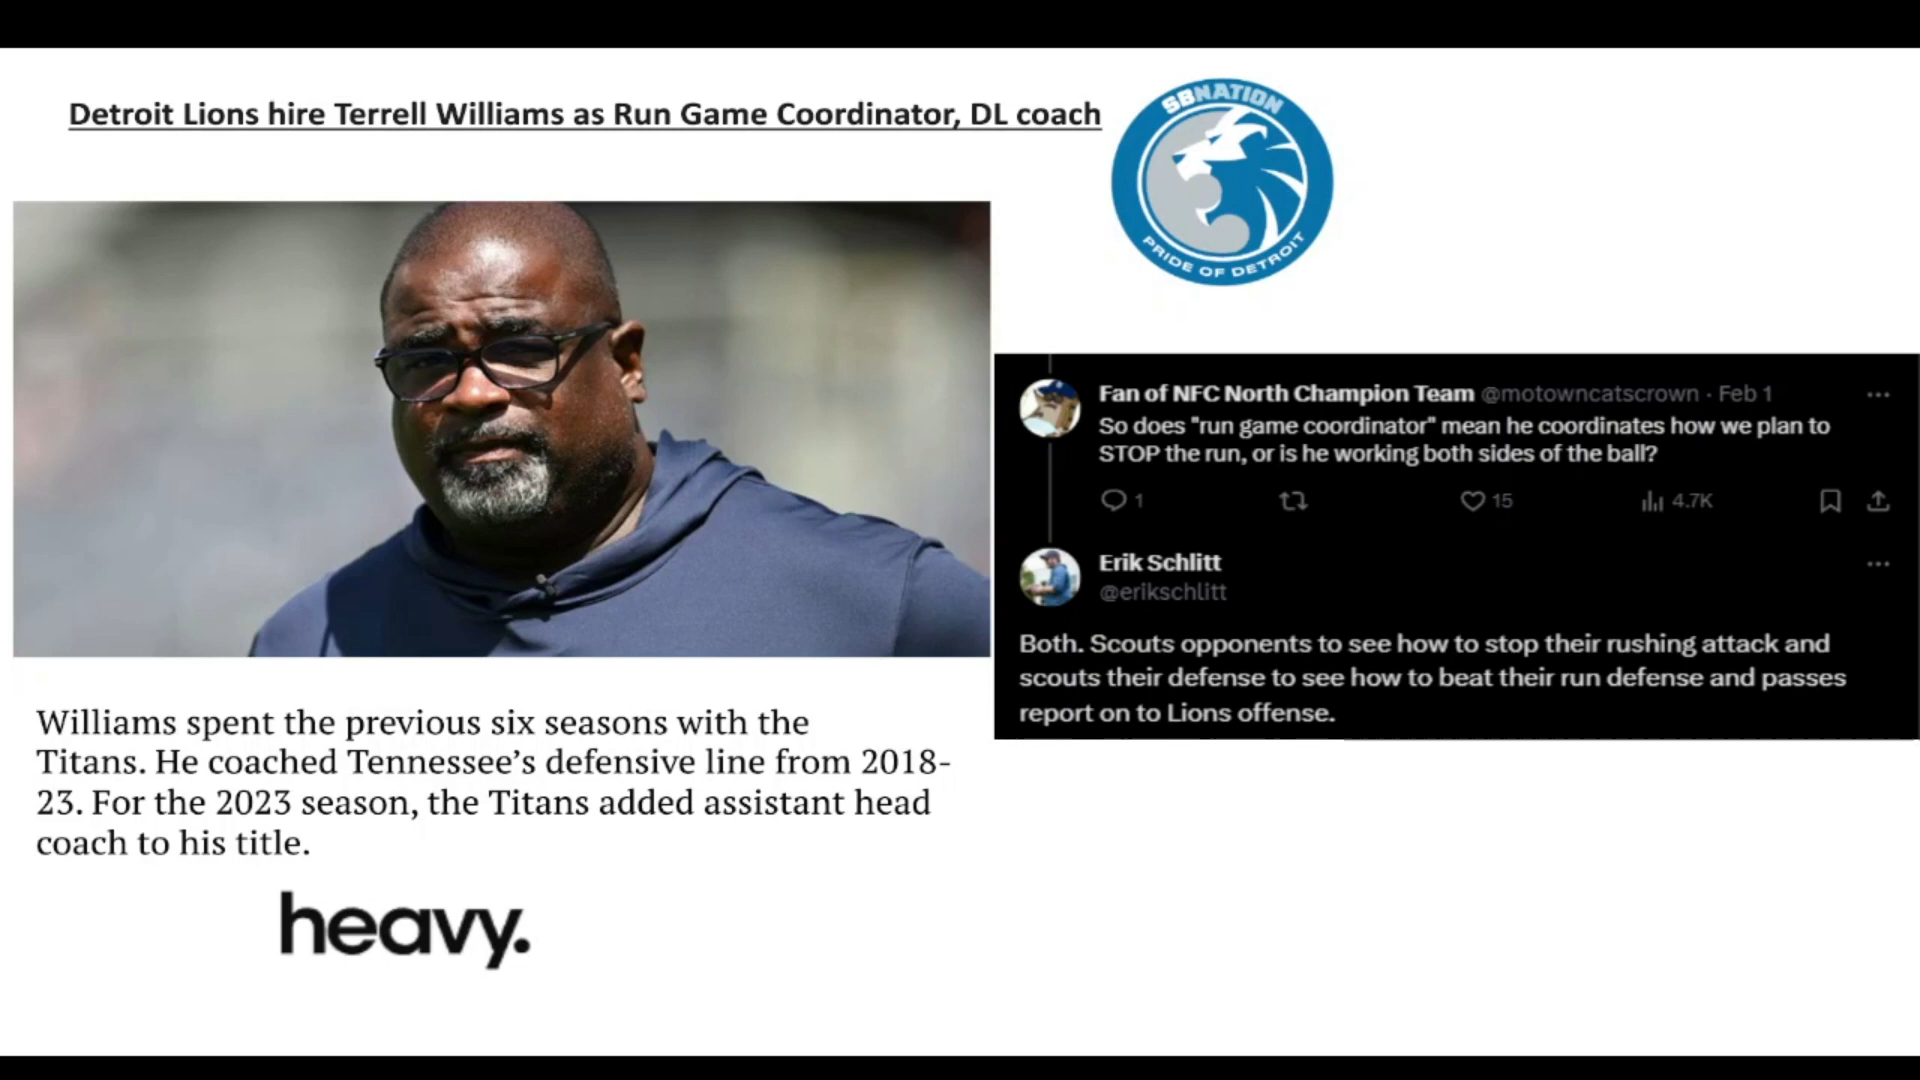 Detroit Lions hire Terrell Williams as Run Game Coordinator, DL coach
SBNATION
PRIDE OF DETROIT
Fan of NFC North Champion Team @motowncatscrown · Feb 1
So does "run game coordinator" mean he coordinates how we plan to
STOP the run, or is he working both sides of the ball?
1 15 4.7K
Erik Schlitt
@erikschlitt
Both. Scouts opponents to see how to stop their rushing attack and
scouts their defense to see how to beat their run defense and passes
report on to Lions offense.
Williams spent the previous six seasons with the
Titans. He coached Tennessee’s defensive line from 2018-
23. For the 2023 season, the Titans added assistant head
coach to his title.
heavy.